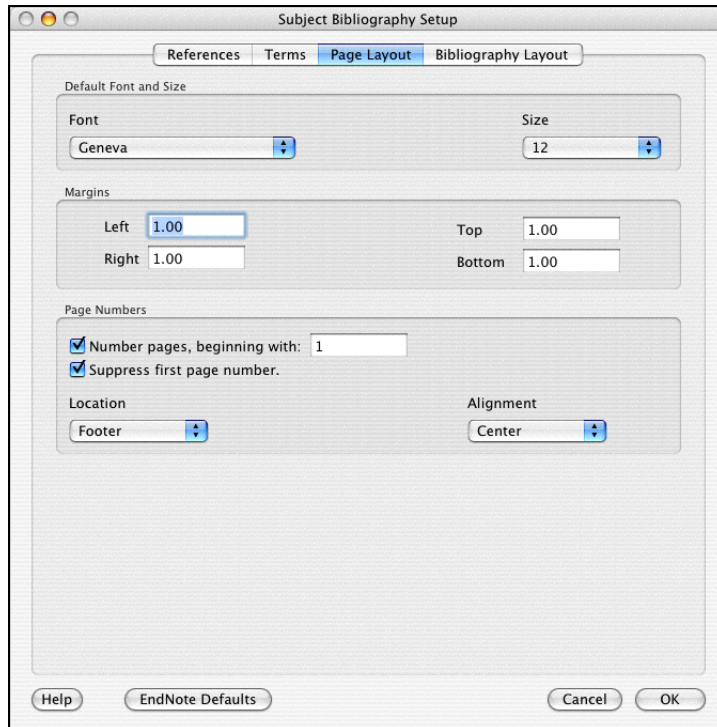 Subject Bibliography Setup
References Terms Page Layout Bibliography Layout
Default Font and Size
Font Size
Geneva 12
Margins
Left 1.00 Top 1.00
Right 1.00 Bottom 1.00
Page Numbers
Number pages, beginning with: 1
Suppress first page number.
Location Alignment
Footer Center
Help EndNote Defaults Cancel OK